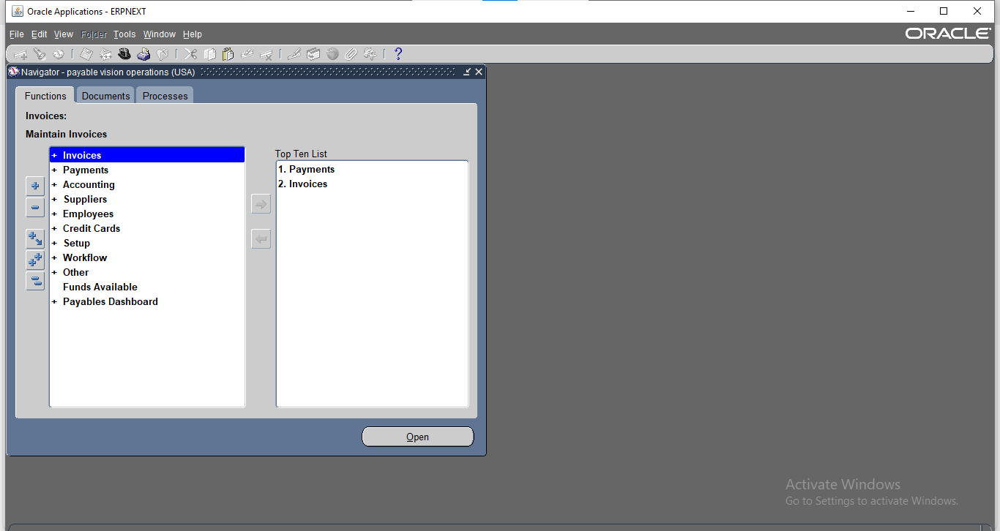 Oracle Applications - ERPNEXT
File Edit View Folder Tools Window Help
ORACLE
Navigator - payable vision operations (USA)
Functions Documents Processes
Invoices:
Maintain Invoices
+ Invoices
+ Payments
+ Accounting
+ Suppliers
+ Employees
+ Credit Cards
+ Setup
+ Workflow
+ Other
Funds Available
+ Payables Dashboard
Top Ten List
1. Payments
2. Invoices
Open
Activate Windows
Go to Settings to activate Windows.